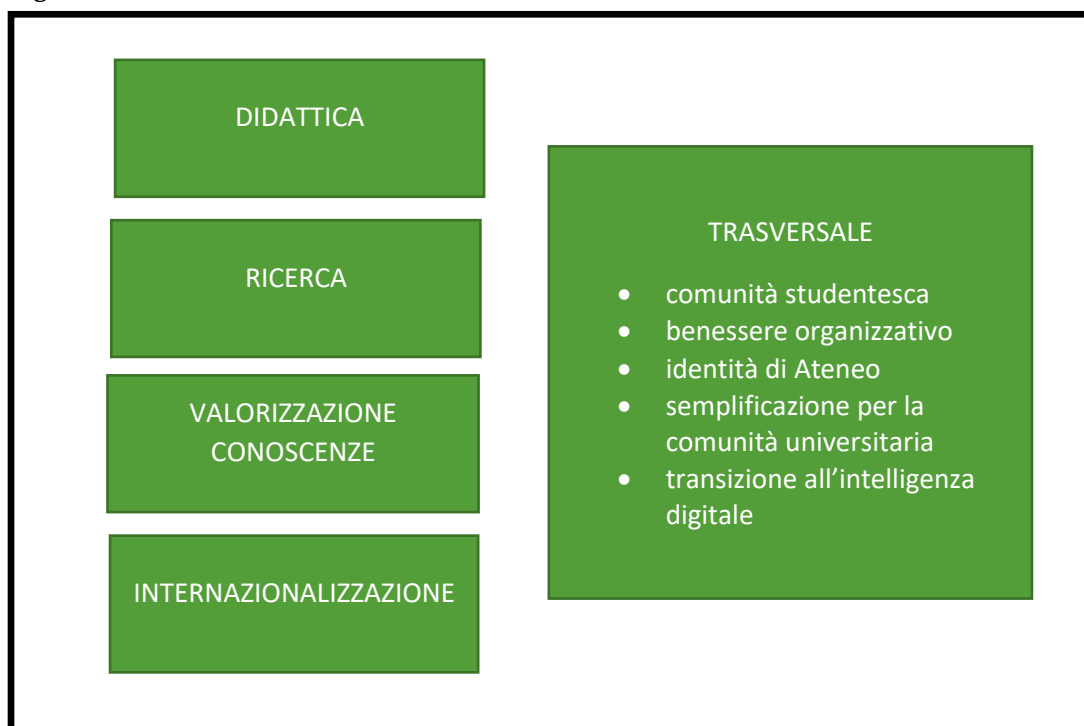 DIDATTICA
RICERCA
VALORIZZAZIONE
CONOSCENZE
INTERNAZIONALIZZAZIONE
TRASVERSALE
• comunità studentesca
• benessere organizzativo
• identità di Ateneo
• semplificazione per la
comunità universitaria
• transizione all’intelligenza
digitale